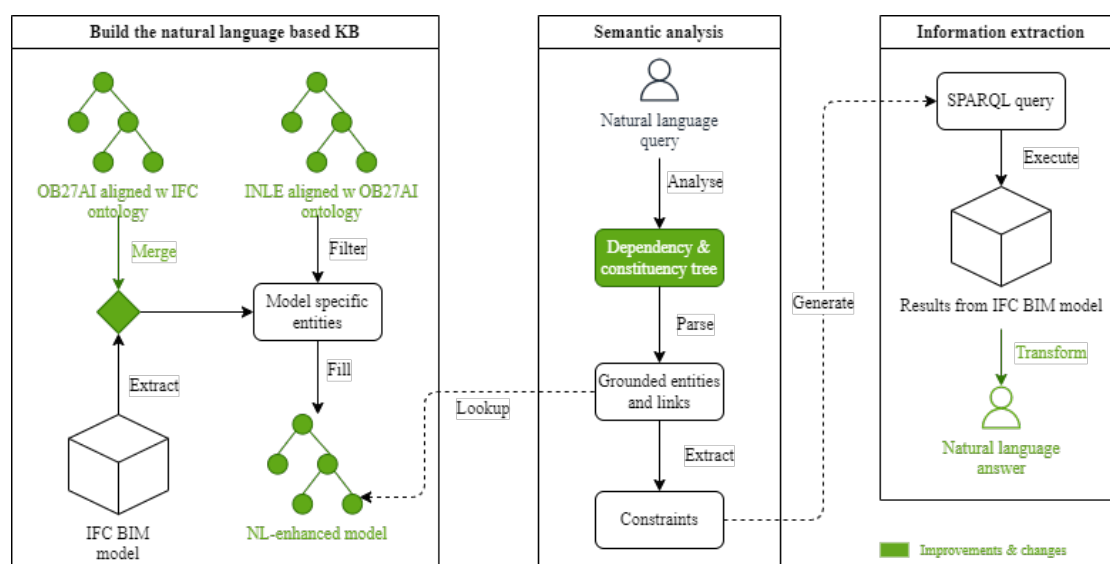 Build the natural language based KB
OB27AI aligned w IFC
ontology
INLE aligned w OB27AI
ontology
Merge
Filter
Model specific
entities
Extract
Fill
IFC BIM
model
NL-enhanced model
Lookup
Semantic analysis
Natural language
query
Analyse
Dependency &
constituency tree
Parse
Grounded entities
and links
Extract
Constraints
Generate
Information extraction
SPARQL query
Execute
Results from IFC BIM model
Transform
Natural language
answer
Improvements & changes